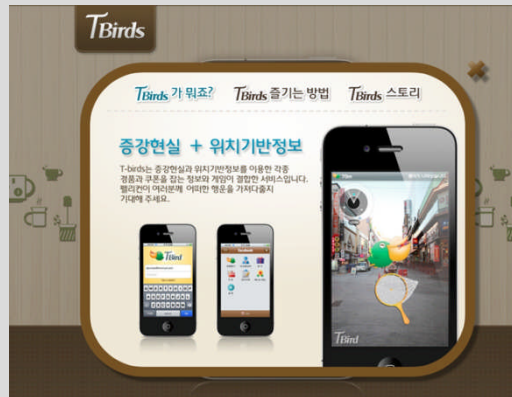 TBirds
TBirds 가 뭐죠? TBirds 즐기는 방법 TBirds 스토리
증강현실 + 위치기반정보
T-birds는 증강현실과 위치기반정보를 이용한 각종
경품과 쿠폰을 잡는 정보와 게임이 결합한 서비스입니다.
팰리컨이 여러분께 어떠한 행운을 가져다줄지
기대해 주세요.
TBird
TBird